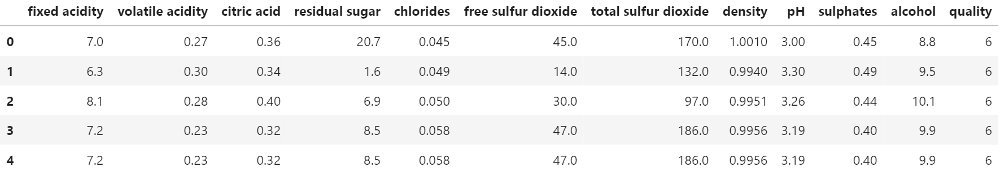 fixed acidity volatile acidity citric acid residual sugar chlorides free sulfur dioxide total sulfur dioxide density pH sulphates alcohol quality
0 7.0 0.27 0.36 20.7 0.045 45.0 170.0 1.0010 3.00 0.45 8.8 6
1 6.3 0.30 0.34 1.6 0.049 14.0 132.0 0.9940 3.30 0.49 9.5 6
2 8.1 0.28 0.40 6.9 0.050 30.0 97.0 0.9951 3.26 0.44 10.1 6
3 7.2 0.23 0.32 8.5 0.058 47.0 186.0 0.9956 3.19 0.40 9.9 6
4 7.2 0.23 0.32 8.5 0.058 47.0 186.0 0.9956 3.19 0.40 9.9 6